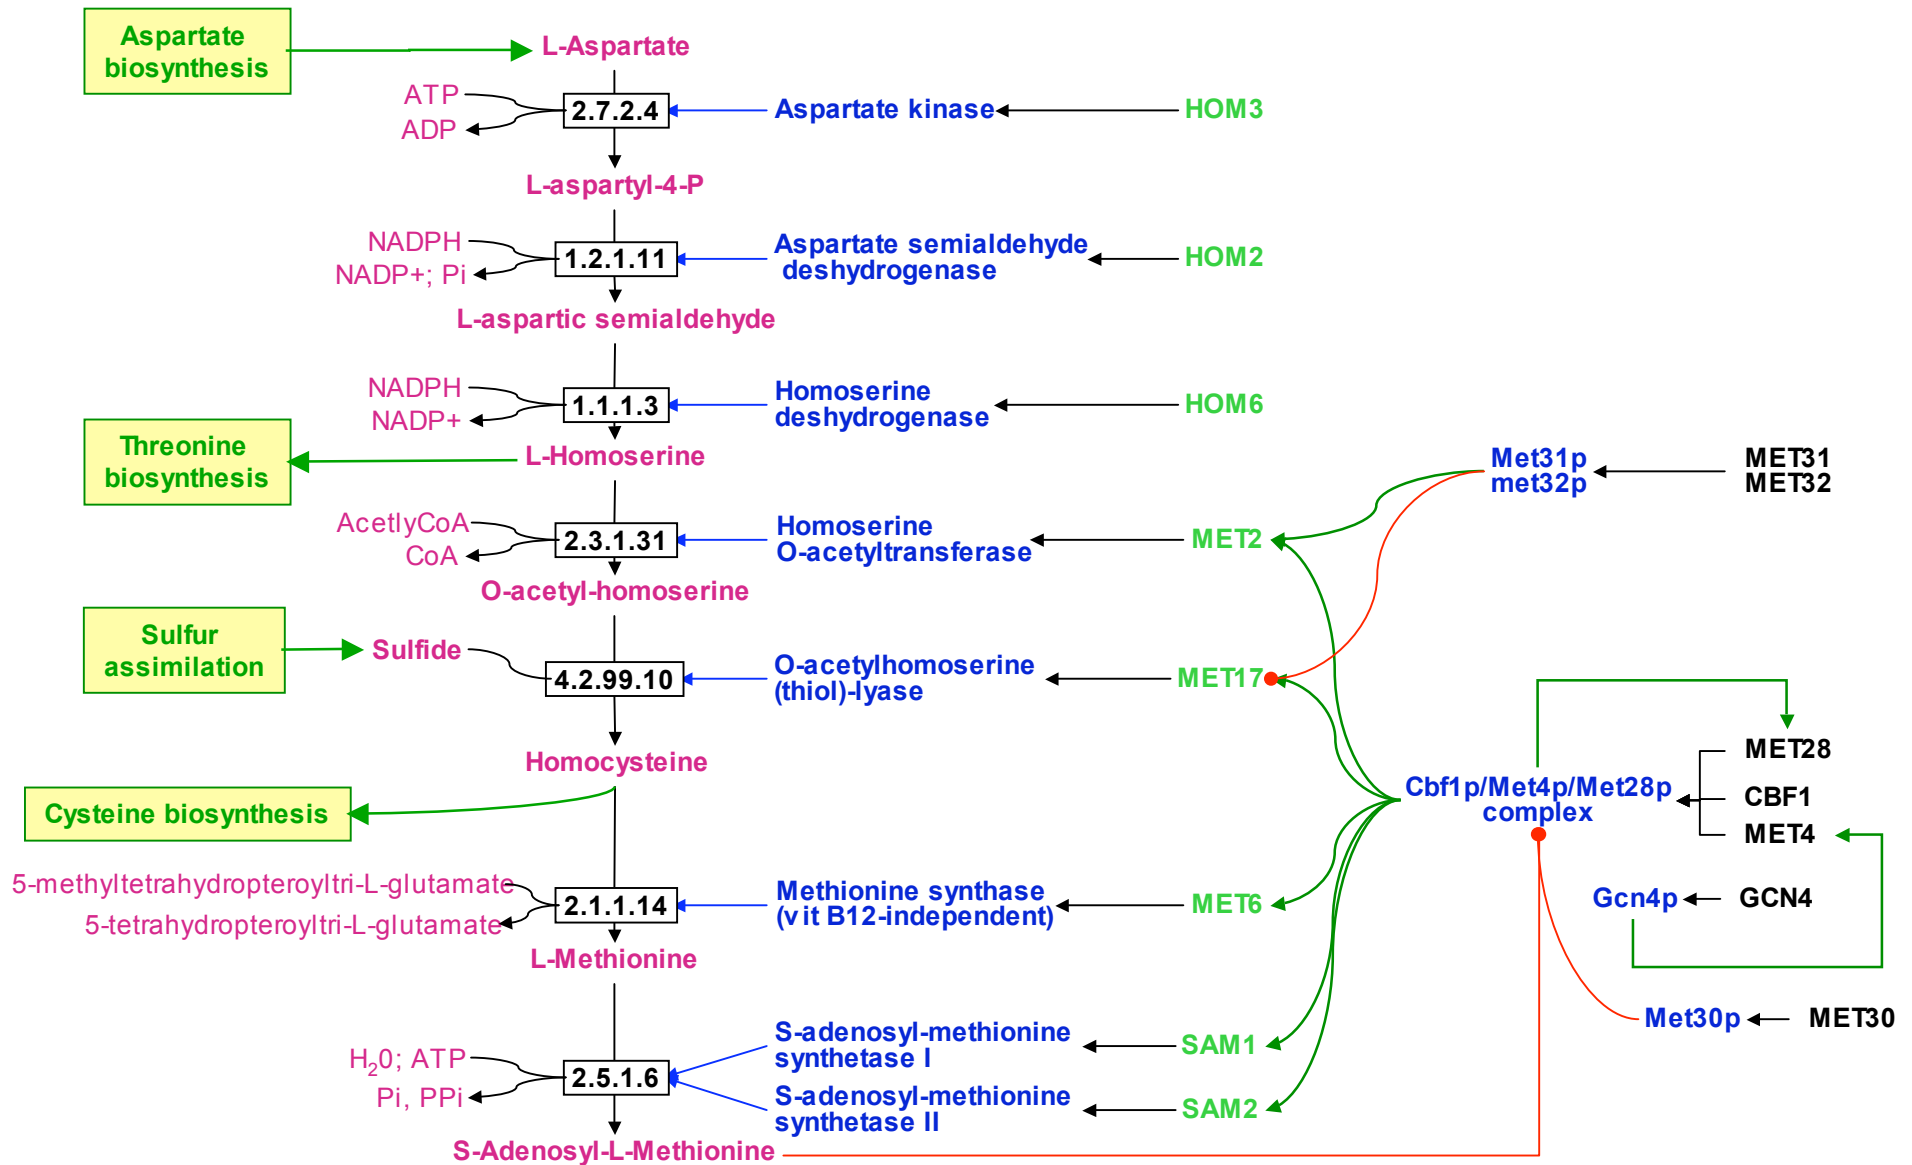 Aspartate
biosynthesis
L-Aspartate
ATP
ADP
2.7.2.4
Aspartate kinase
HOM3
L-aspartyl-4-P
NADPH
NADP+; Pi
1.2.1.11
Aspartate semialdehyde
deshydrogenase
HOM2
L-aspartic semialdehyde
NADPH
NADP+
1.1.1.3
Homoserine
deshydrogenase
HOM6
Threonine
biosynthesis
L-Homoserine
Met31p
met32p
MET31
MET32
AcetlyCoA
CoA
2.3.1.31
Homoserine
O-acetyltransferase
MET2
O-acetyl-homoserine
Sulfur
assimilation
Sulfide
4.2.99.10
O-acetylhomoserine
(thiol)-lyase
MET17
Homocysteine
Cbf1p/Met4p/Met28p
complex
MET28
CBF1
MET4
Cysteine biosynthesis
5-methyltetrahydropteroyltri-L-glutamate
5-tetrahydropteroyltri-L-glutamate
2.1.1.14
Methionine synthase
(vit B12-independent)
MET6
Gcn4p
GCN4
L-Methionine
Met30p
MET30
H20; ATP
Pi, PPi
2.5.1.6
S-adenosyl-methionine
synthetase I
SAM1
S-adenosyl-methionine
synthetase II
SAM2
S-Adenosyl-L-Methionine